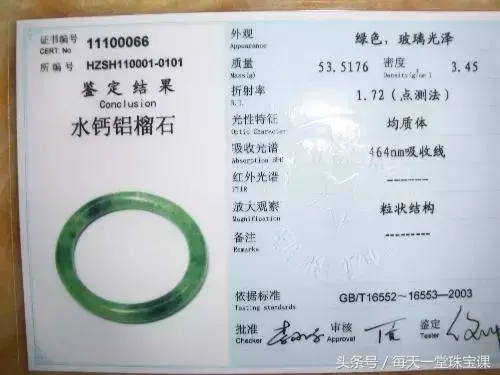 证书编号
CERT. No
11100066
所编号
HZSH110001-0101
鉴定结果
Conclusion
水钙铝榴石
外观
Appearance
绿色，玻璃光泽
质量
Mass(g)
53.5176
密度
3.45
折射率
R.I.
1.72（点测法）
光性特征
Optic Character
均质体
吸收光谱
464nm吸收线
红外光谱
FTIR
---------
放大观察
Magnification
粒状结构
备注
Remarks
---------
依据标准
Testing standards
GB/T16552～16553—2003
批准
Checker
审核
Approval
鉴定
Tester
头条号／每天一堂珠宝课